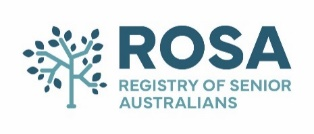 ROSA
REGISTRY OF SENIOR
AUSTRALIANS